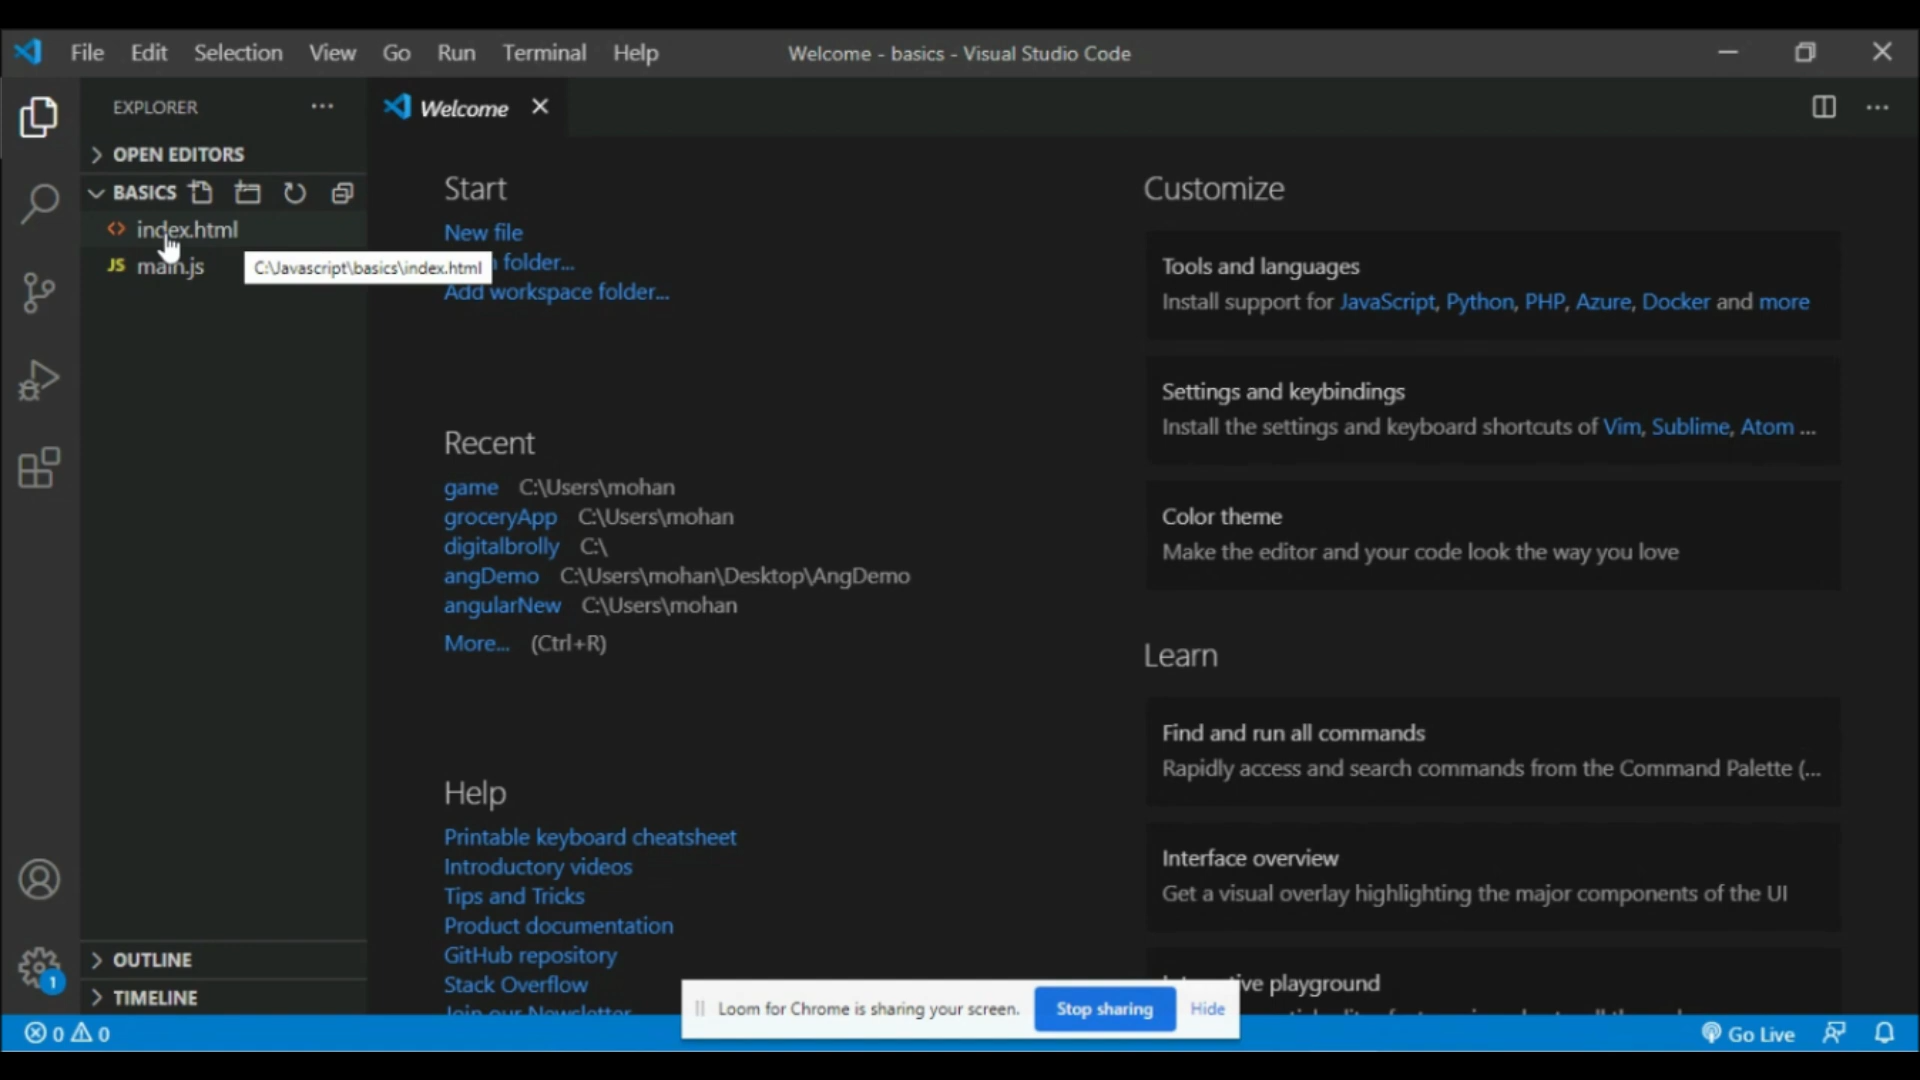 File Edit Selection View Go Run Terminal Help Welcome - basics - Visual Studio Code
EXPLORER
OPEN EDITORS
BASICS
index.html
JS main.js
C:\Javascript\basics\index.html
Welcome
Start
New file
folder...
Add workspace folder...
Recent
game C:\Users\mohan
groceryApp C:\Users\mohan
digitalbrolly C:\
angDemo C:\Users\mohan\Desktop\AngDemo
angularNew C:\Users\mohan
More... (Ctrl+R)
Help
Printable keyboard cheatsheet
Introductory videos
Tips and Tricks
Product documentation
GitHub repository
Stack Overflow
Join our Newsletter
Customize
Tools and languages
Install support for JavaScript, Python, PHP, Azure, Docker and more
Settings and keybindings
Install the settings and keyboard shortcuts of Vim, Sublime, Atom ...
Color theme
Make the editor and your code look the way you love
Learn
Find and run all commands
Rapidly access and search commands from the Command Palette (...
Interface overview
Get a visual overlay highlighting the major components of the UI
playground
OUTLINE
TIMELINE
1
Loom for Chrome is sharing your screen. Stop sharing Hide
0 0
Go Live